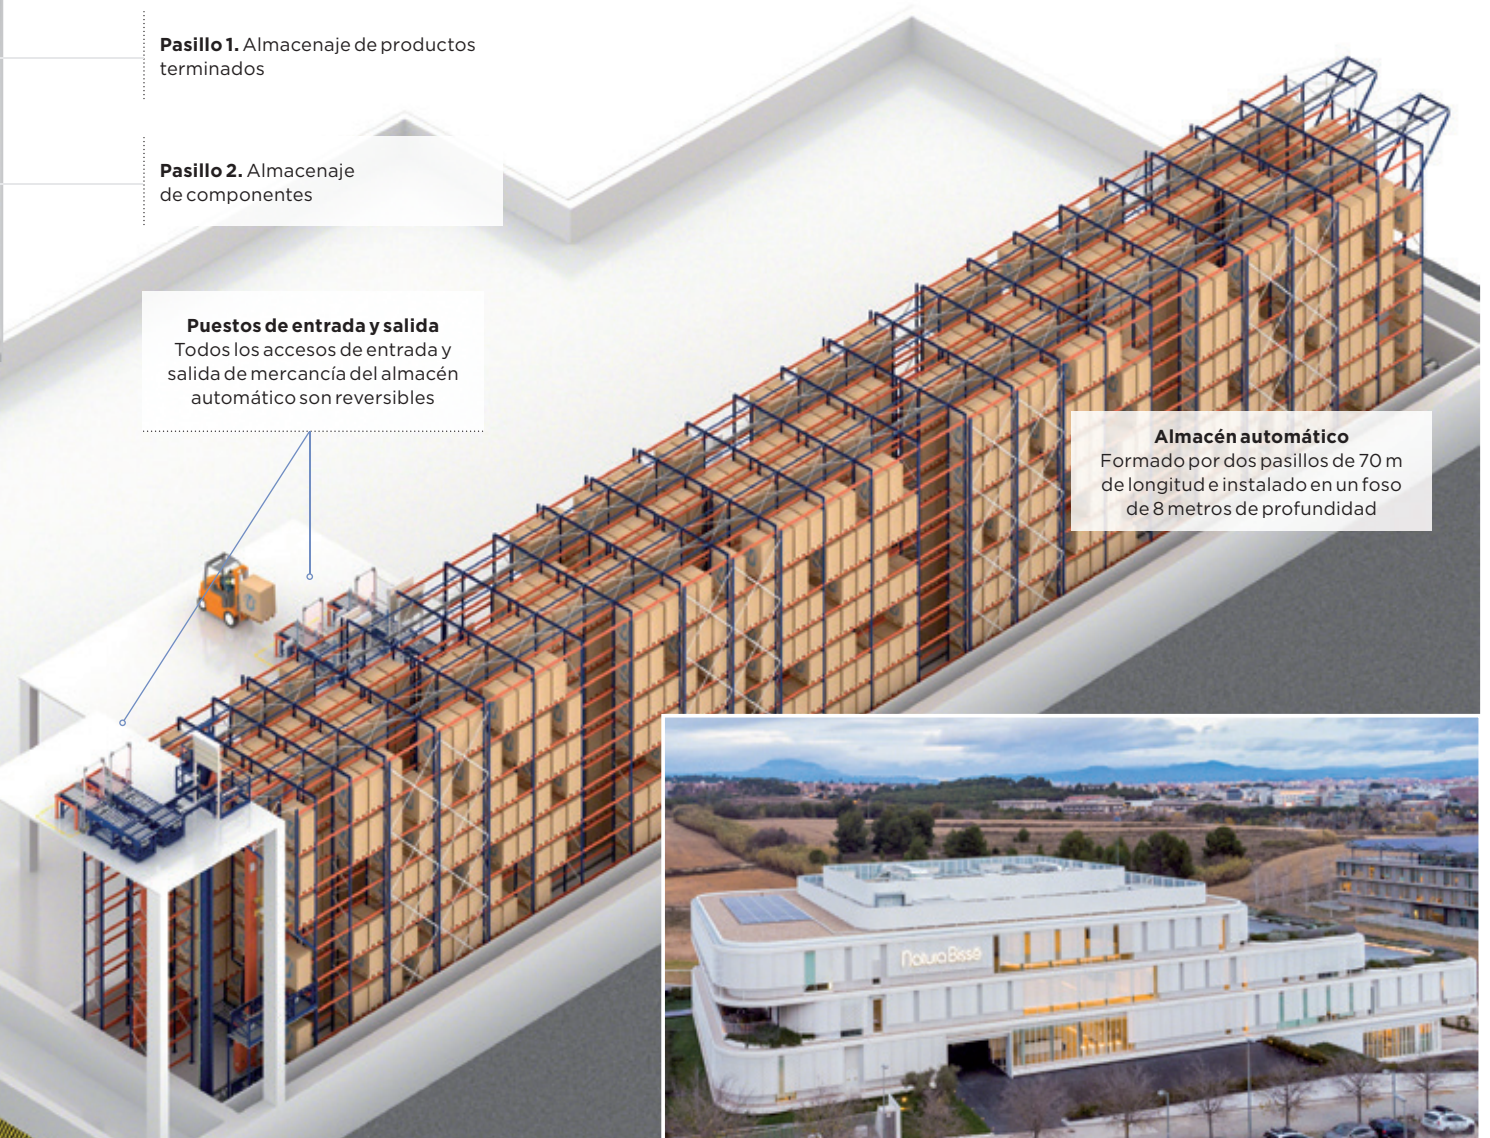 Pasillo 1. Almacenaje de productos
terminados
Pasillo 2. Almacenaje
de componentes
Puestos de entrada y salida
Todos los accesos de entrada y
salida de mercancía del almacén
automático son reversibles
Almacén automático
Formado por dos pasillos de 70 m
de longitud e instalado en un foso
de 8 metros de profundidad
Natura Bissé